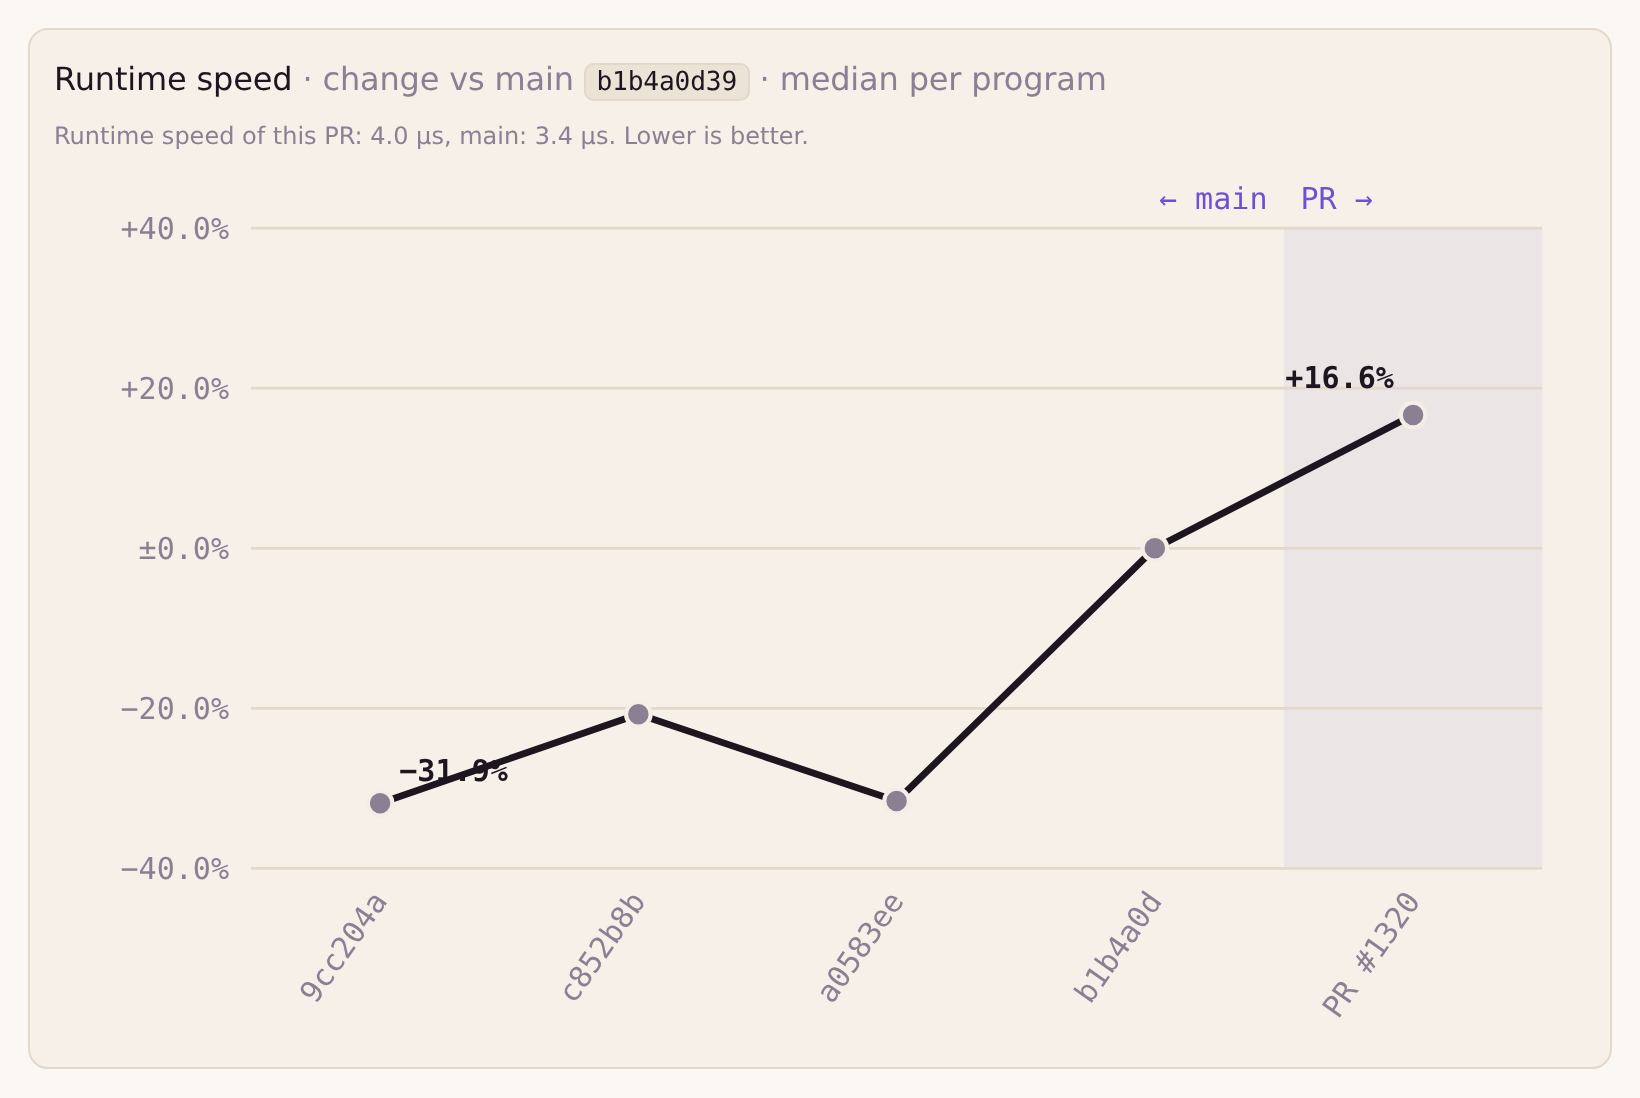 Runtime speed · change vs main b1b4a0d39 · median per program
Runtime speed of this PR: 4.0 µs, main: 3.4 µs. Lower is better.
← main PR →
+40.0%
+20.0%
±0.0%
−20.0%
−40.0%
−31.9%
+16.6%
9cc204a
c852b8b
a0583ee
b1b4a0d
PR #1320